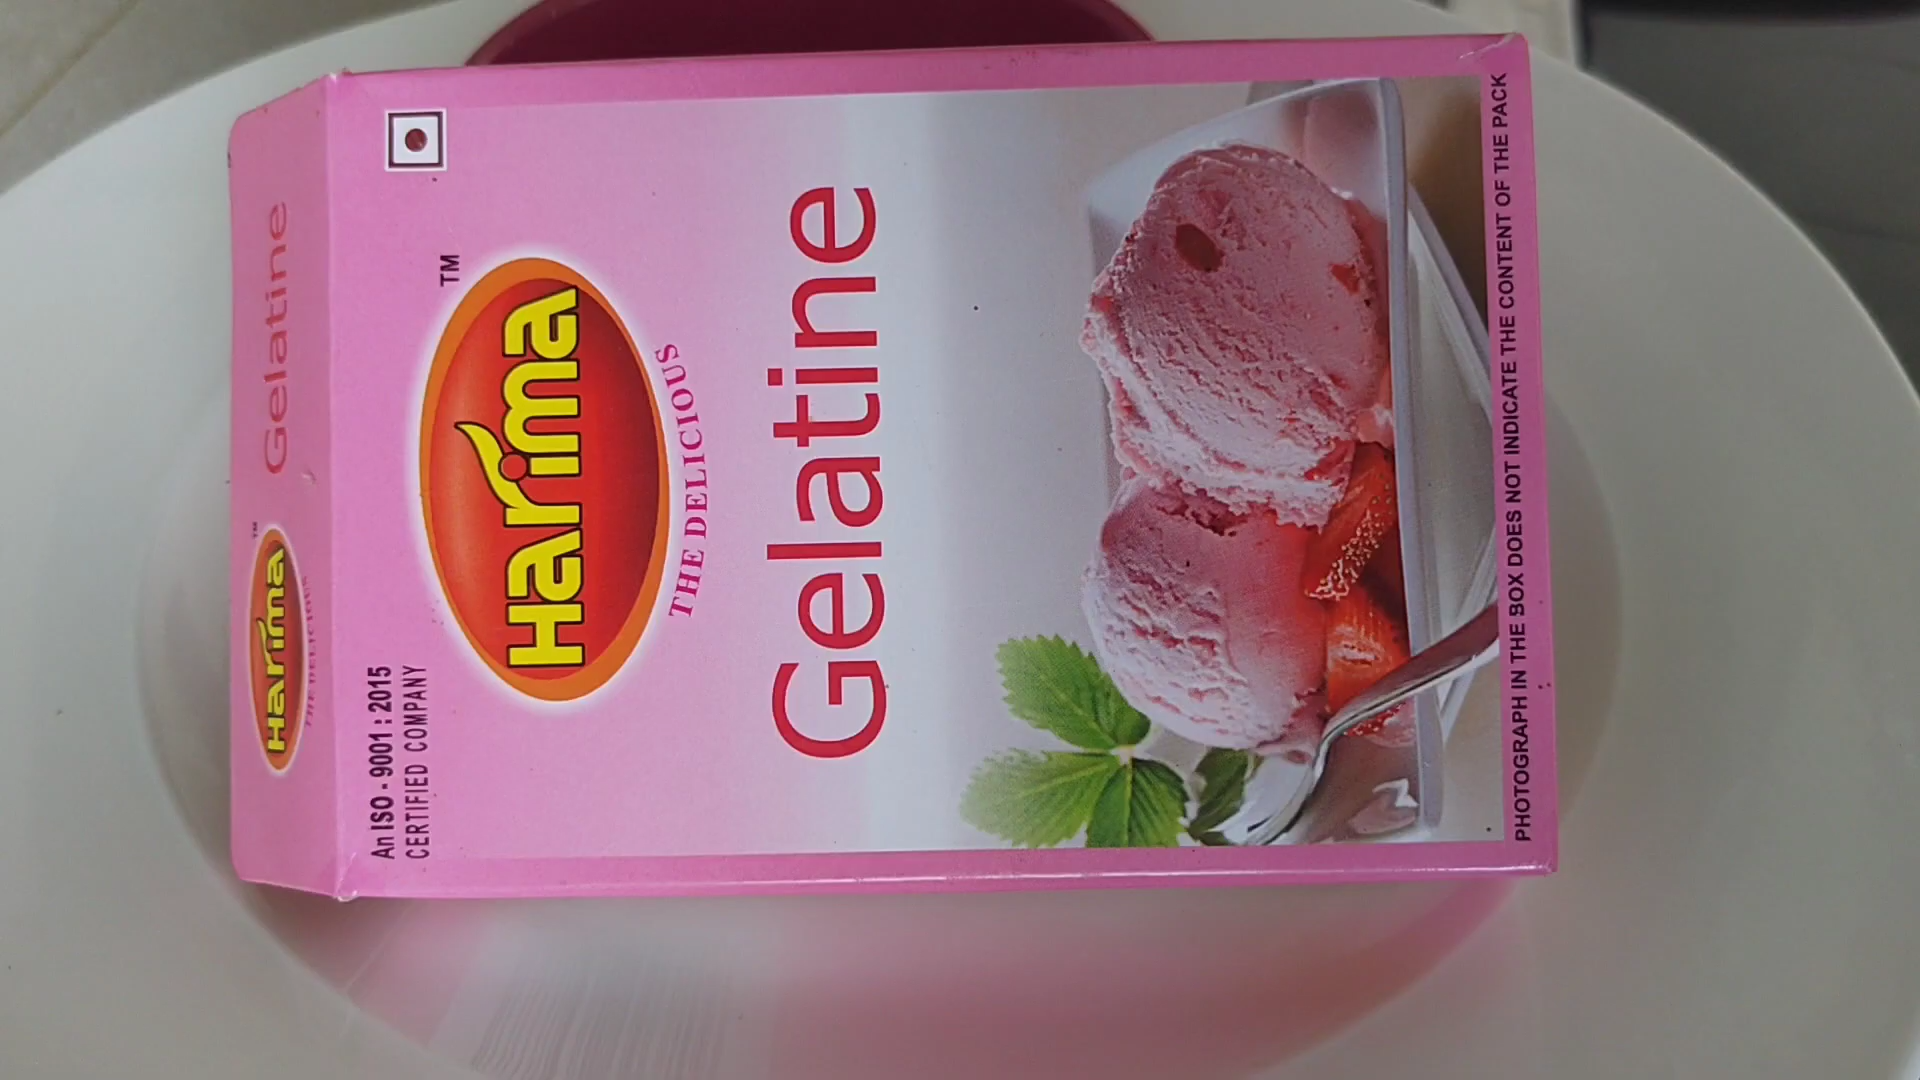 Harima
™
Gelatine
An ISO - 9001 : 2015
CERTIFIED COMPANY
™
Harima
THE DELICIOUS
Gelatine
PHOTOGRAPH IN THE BOX DOES NOT INDICATE THE CONTENT OF THE PACK